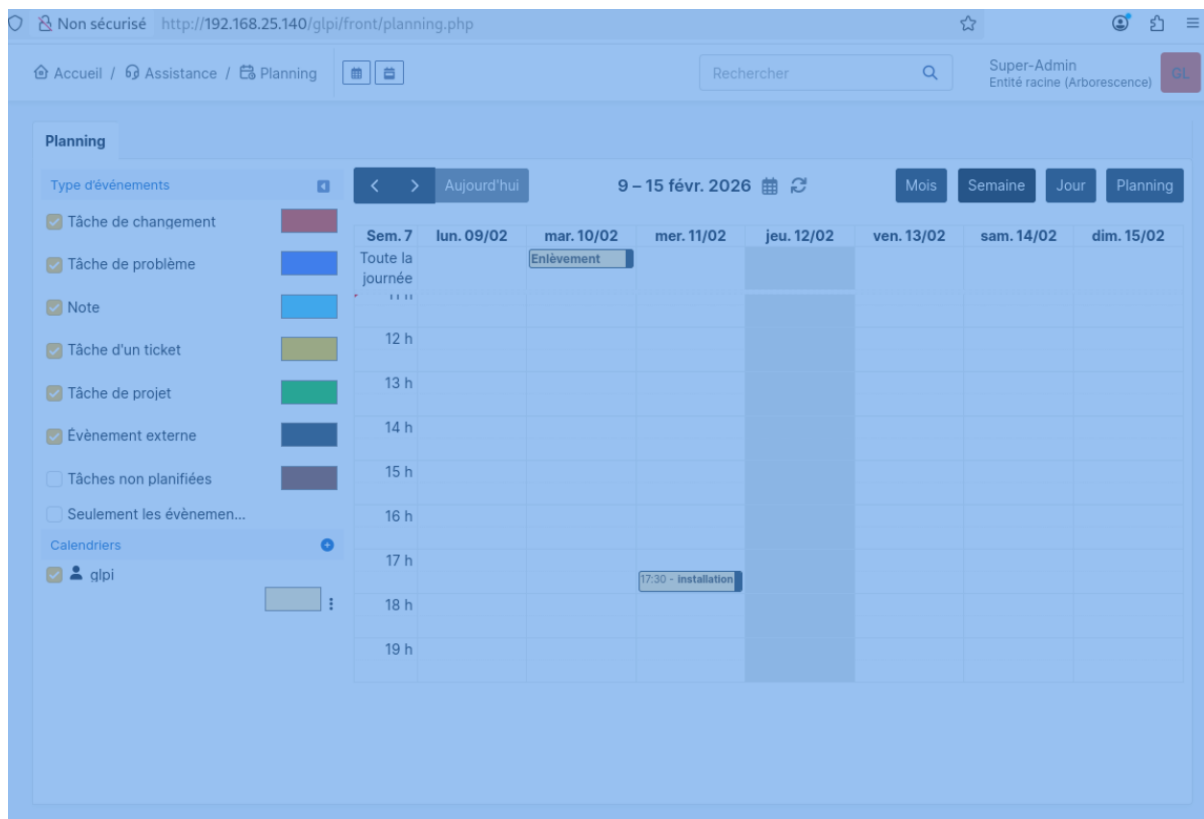 Non sécurisé http://192.168.25.140/glpi/front/planning.php
Accueil / Assistance / Planning
Rechercher
Super-Admin
Entité racine (Arborescence)
GL
Planning
Type d'événements
Tâche de changement
Tâche de problème
Note
Tâche d'un ticket
Tâche de projet
Évènement externe
Tâches non planifiées
Seulement les évènemen...
Calendriers
glpi
Aujourd'hui
9 – 15 févr. 2026
Mois Semaine Jour Planning
Sem. 7 lun. 09/02 mar. 10/02 mer. 11/02 jeu. 12/02 ven. 13/02 sam. 14/02 dim. 15/02
Toute la
journée
Enlèvement
12 h
13 h
14 h
15 h
16 h
17 h
17:30 - installation
18 h
19 h